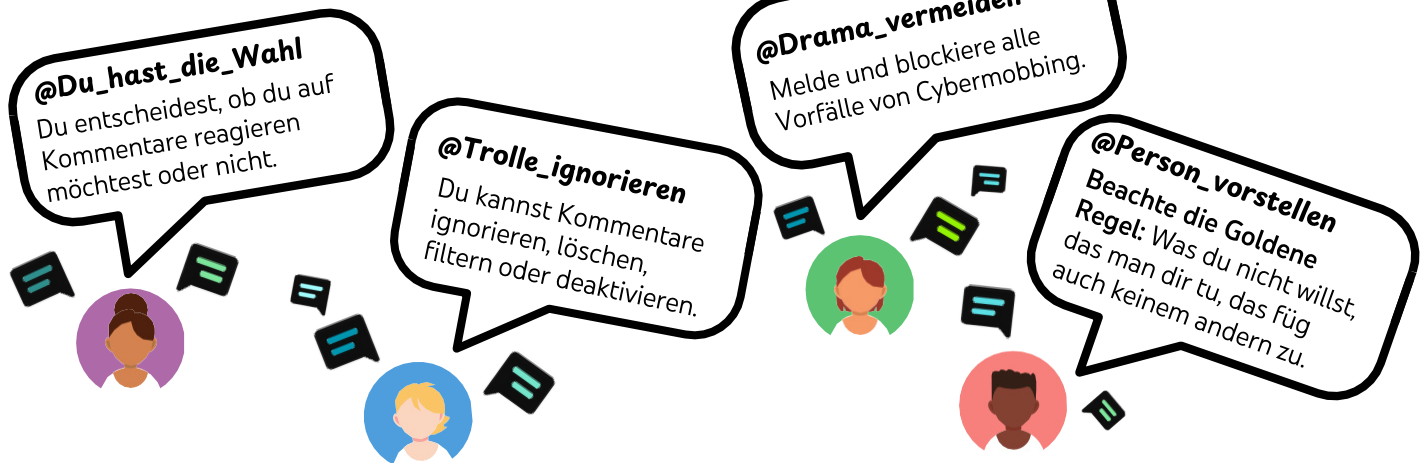 @Du_hast_die_Wahl
Du entscheidest, ob du auf
Kommentare reagieren
möchtest oder nicht.
@Trolle_ignorieren
Du kannst Kommentare
ignorieren, löschen,
filtern oder deaktivieren.
@Drama_vermeiden
Melde und blockiere alle
Vorfälle von Cybermobbing.
@Person_vorstellen
Beachte die Goldene
Regel: Was du nicht willst,
das man dir tu, das füg
auch keinem andern zu.